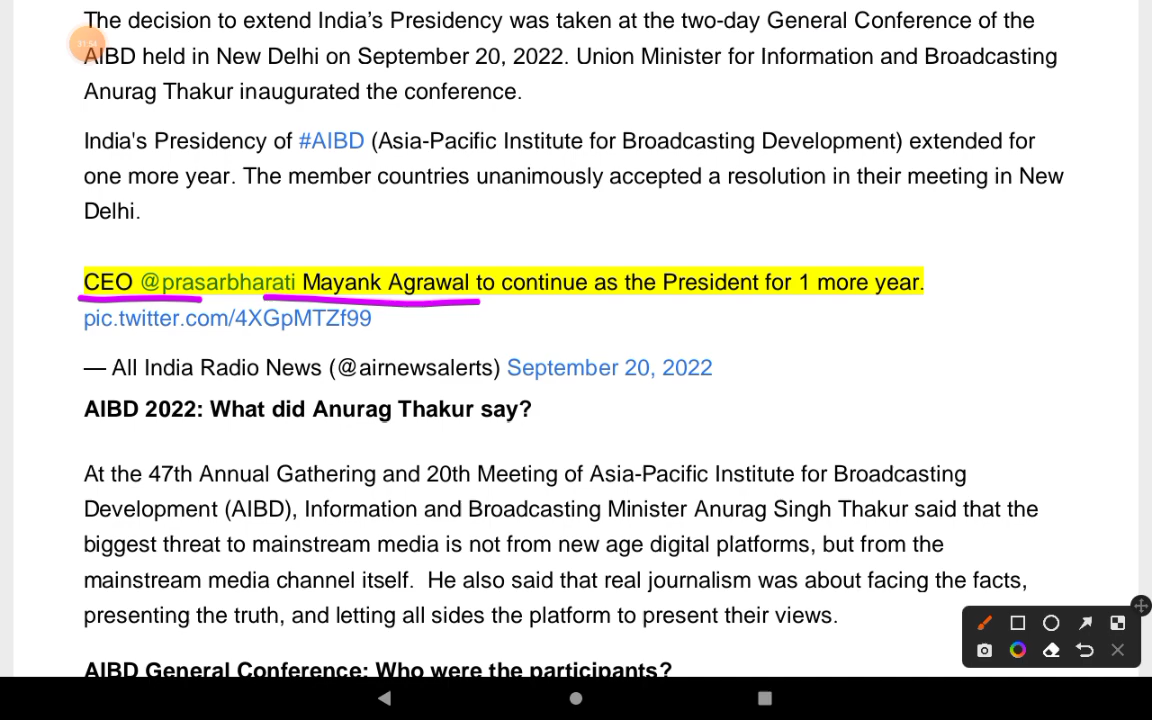 The decision to extend India's Presidency was taken at the two-day General Conference of the
AIBD held in New Delhi on September 20, 2022. Union Minister for Information and Broadcasting
Anurag Thakur inaugurated the conference.
India's Presidency of #AIBD (Asia-Pacific Institute for Broadcasting Development) extended for
one more year. The member countries unanimously accepted a resolution in their meeting in New
Delhi.
CEO @prasarbharati Mayank Agrawal to continue as the President for 1 more year.
pic.twitter.com/4XGpMTZf99
— All India Radio News (@airnewsalerts) September 20, 2022
AIBD 2022: What did Anurag Thakur say?
At the 47th Annual Gathering and 20th Meeting of Asia-Pacific Institute for Broadcasting
Development (AIBD), Information and Broadcasting Minister Anurag Singh Thakur said that the
biggest threat to mainstream media is not from new age digital platforms, but from the
mainstream media channel itself.  He also said that real journalism was about facing the facts,
presenting the truth, and letting all sides the platform to present their views.
AIBD General Conference: Who were the participants?